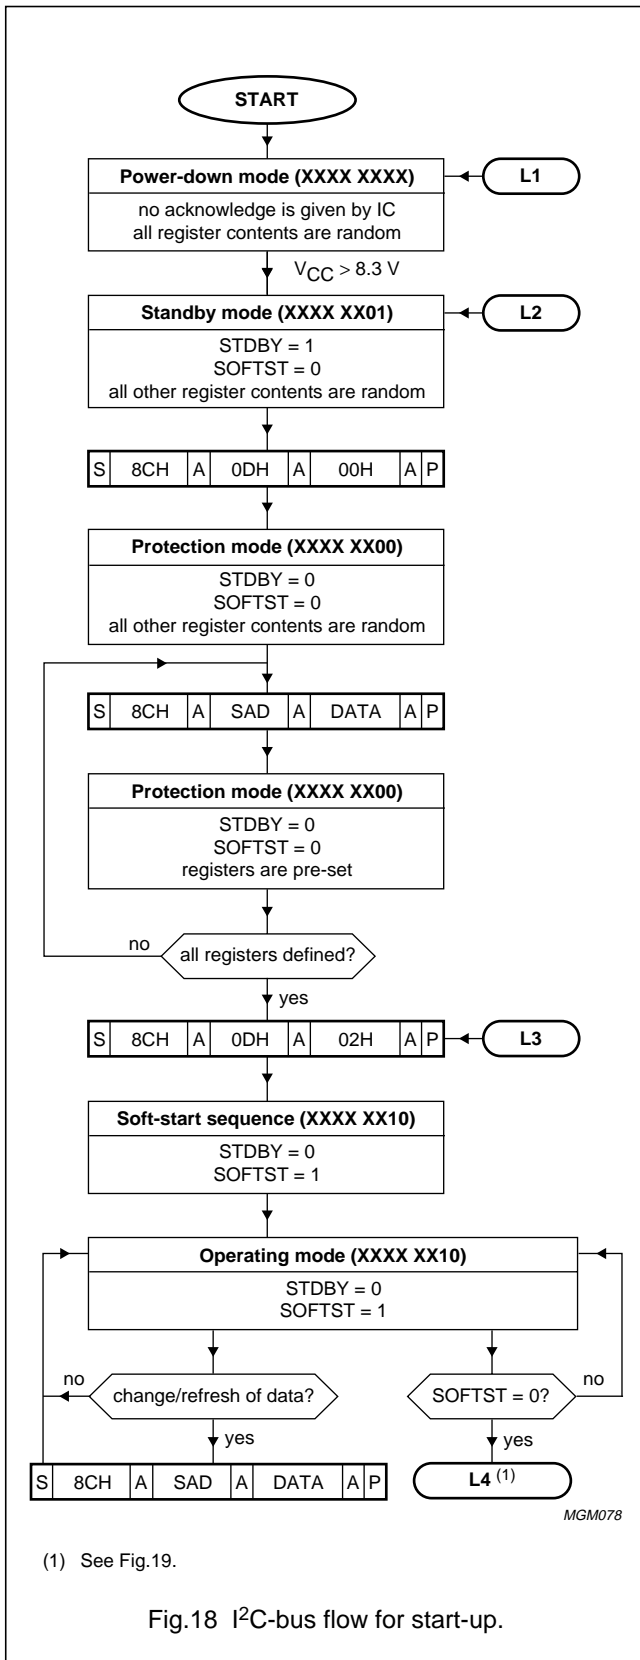 START
Power-down mode (XXXX XXXX)
L1
no acknowledge is given by IC
all register contents are random
VCC > 8.3 V
Standby mode (XXXX XX01)
L2
STDBY = 1
SOFTST = 0
all other register contents are random
S 8CH A 0DH A 00H A P
Protection mode (XXXX XX00)
STDBY = 0
SOFTST = 0
all other register contents are random
S 8CH A SAD A DATA A P
Protection mode (XXXX XX00)
STDBY = 0
SOFTST = 0
registers are pre-set
no
all registers defined?
yes
S 8CH A 0DH A 02H A P
L3
Soft-start sequence (XXXX XX10)
STDBY = 0
SOFTST = 1
Operating mode (XXXX XX10)
STDBY = 0
SOFTST = 1
no
change/refresh of data?
SOFTST = 0?
no
yes
yes
S 8CH A SAD A DATA A P
L4 (1)
MGM078
(1) See Fig.19.
Fig.18 I²C-bus flow for start-up.